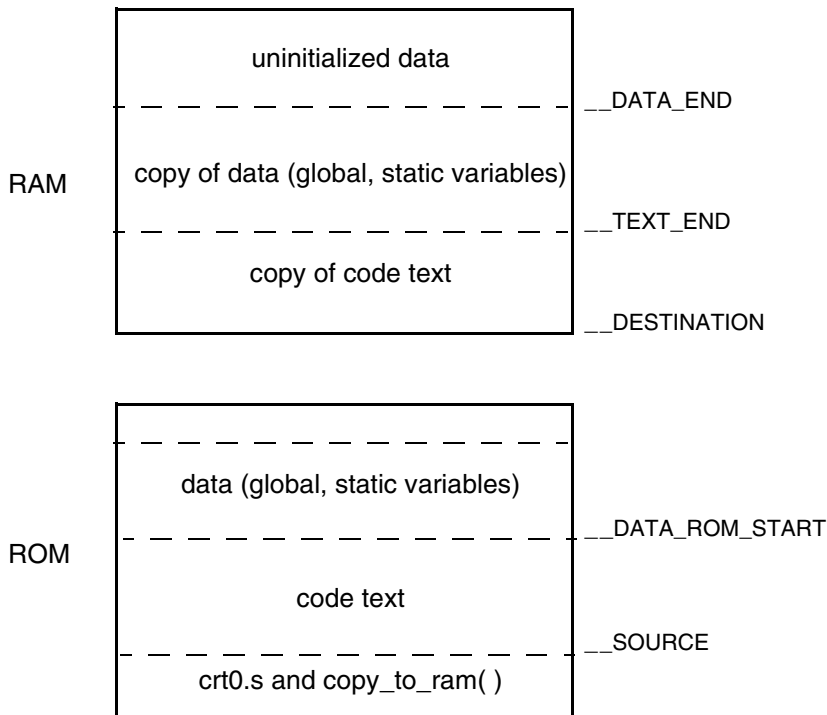 uninitialized data
__DATA_END
RAM
copy of data (global, static variables)
__TEXT_END
copy of code text
__DESTINATION
data (global, static variables)
__DATA_ROM_START
ROM
code text
__SOURCE
crt0.s and copy_to_ram( )